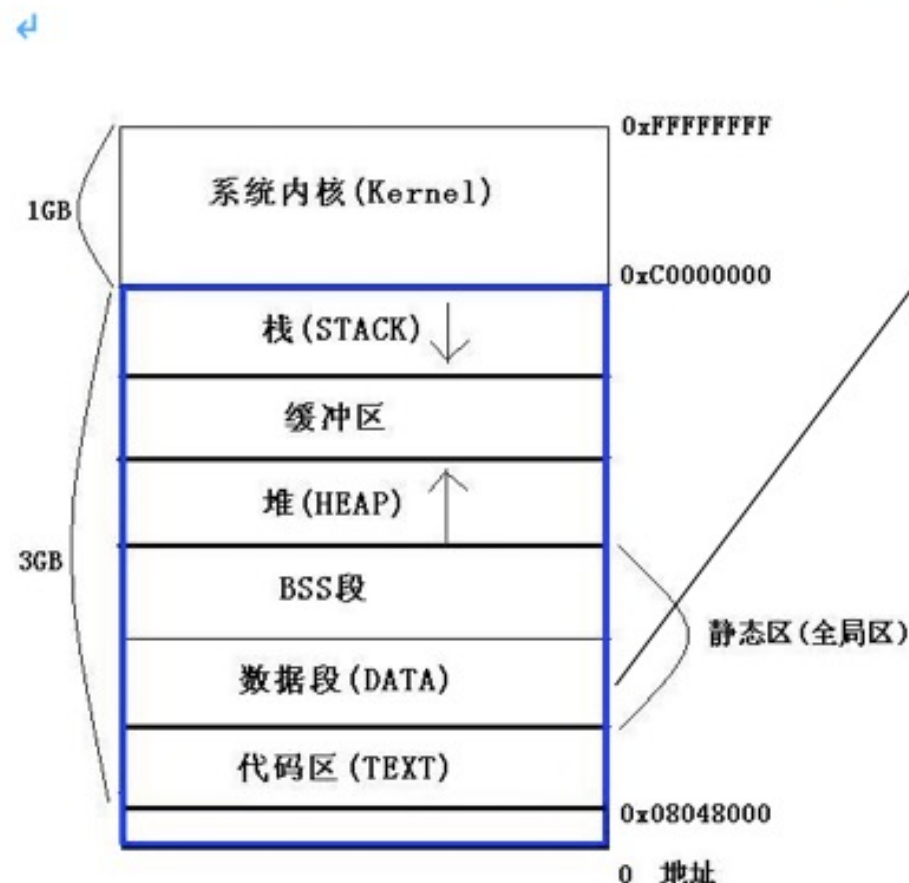 0xFFFFFFFF
系统内核(Kernel)
1GB
0xC0000000
栈(STACK)
缓冲区
堆(HEAP)
3GB
BSS段
静态区(全局区)
数据段(DATA)
代码区(TEXT)
0x08048000
0 地址